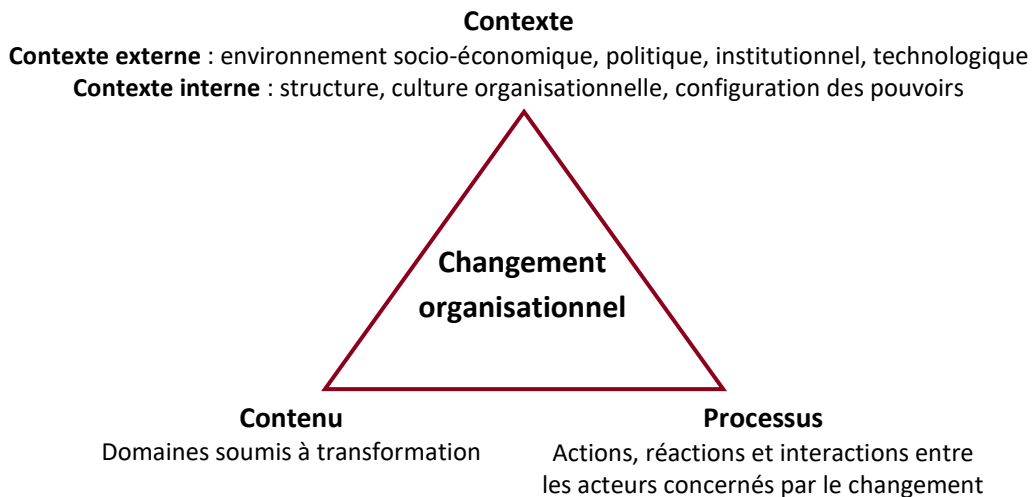 Contexte
Contexte externe : environnement socio-économique, politique, institutionnel, technologique
Contexte interne : structure, culture organisationnelle, configuration des pouvoirs
Changement
organisationnel
Contenu
Domaines soumis à transformation
Processus
Actions, réactions et interactions entre
les acteurs concernés par le changement